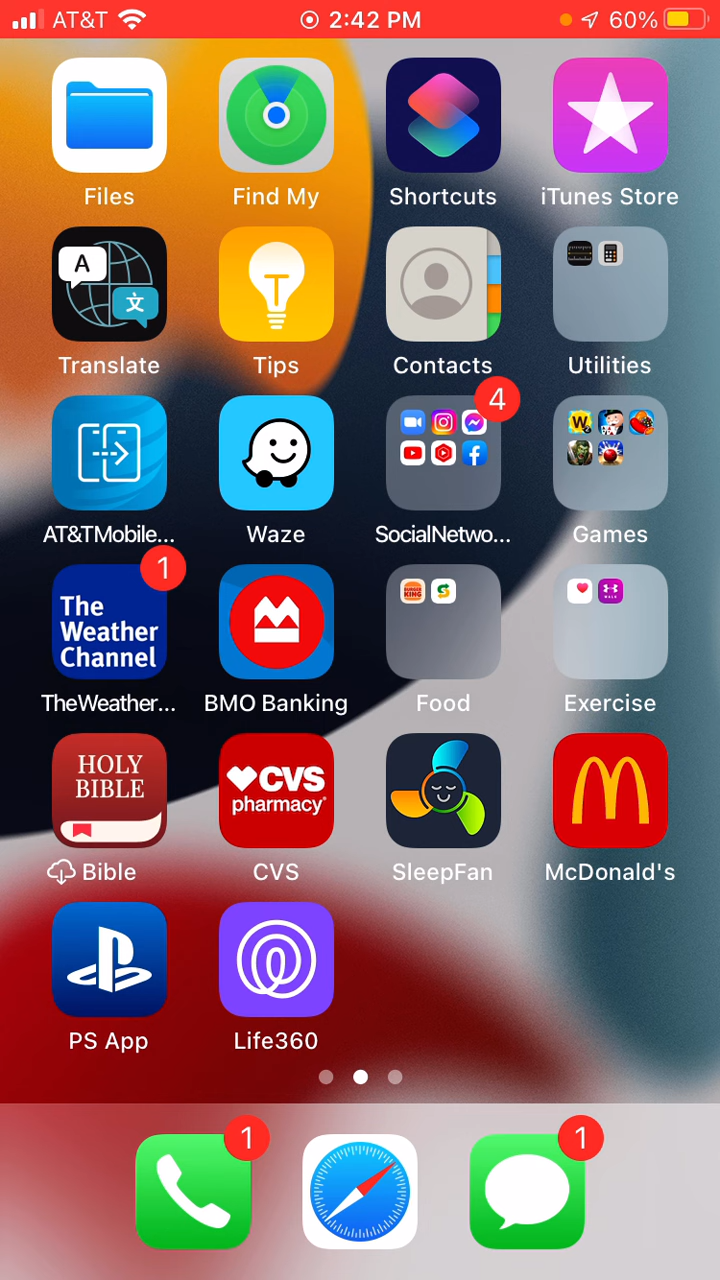 AT&T 2:42 PM 60%
Files Find My Shortcuts iTunes Store
A 文
Translate Tips Contacts Utilities
4
W
AT&TMobile... Waze SocialNetwo... Games
1
The
Weather
Channel
BURGER
KING
TheWeather... BMO Banking Food Exercise
HOLY
BIBLE
CVS
pharmacy
Bible CVS SleepFan McDonald's
PS App Life360
1 1